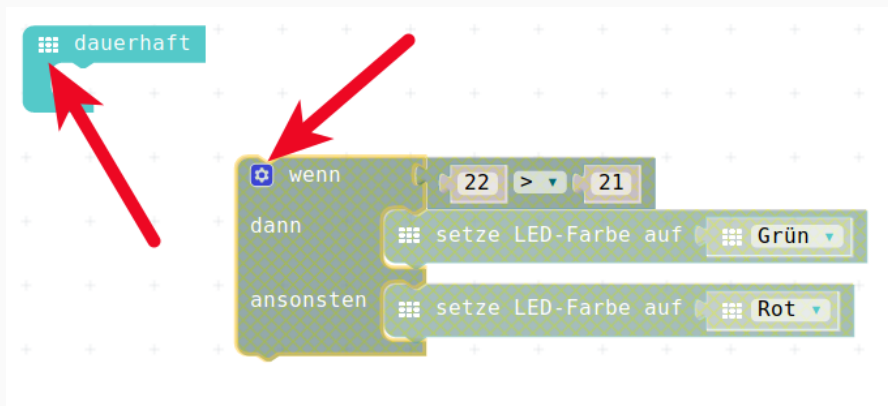 dauerhaft
wenn 22 > 21
dann setze LED-Farbe auf Grün
ansonsten setze LED-Farbe auf Rot